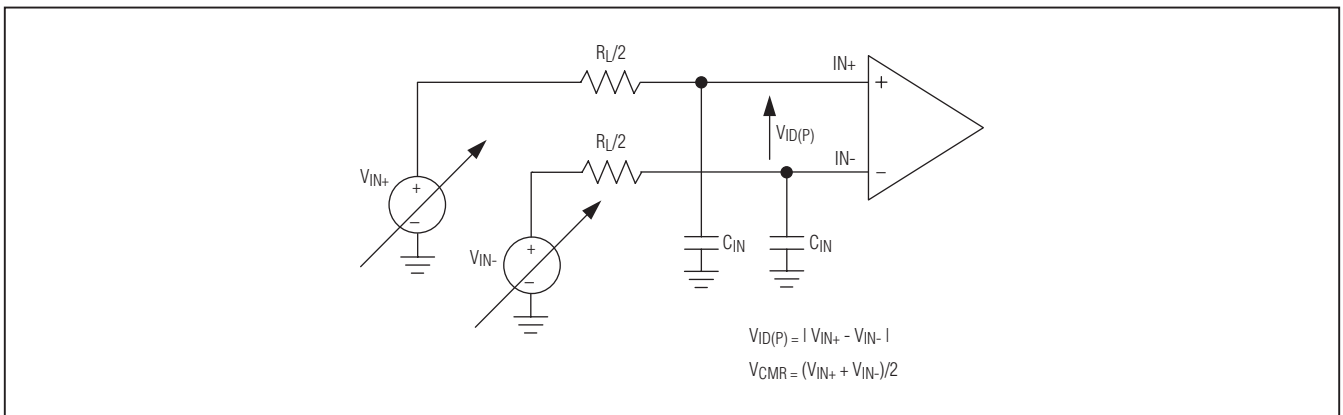 RL/2
IN+
+
VID(P)
RL/2
IN-
-
VIN+
+
-
VIN-
+
-
CIN
CIN
VID(P) = | VIN+ - VIN- |
VCMR = (VIN+ + VIN-)/2